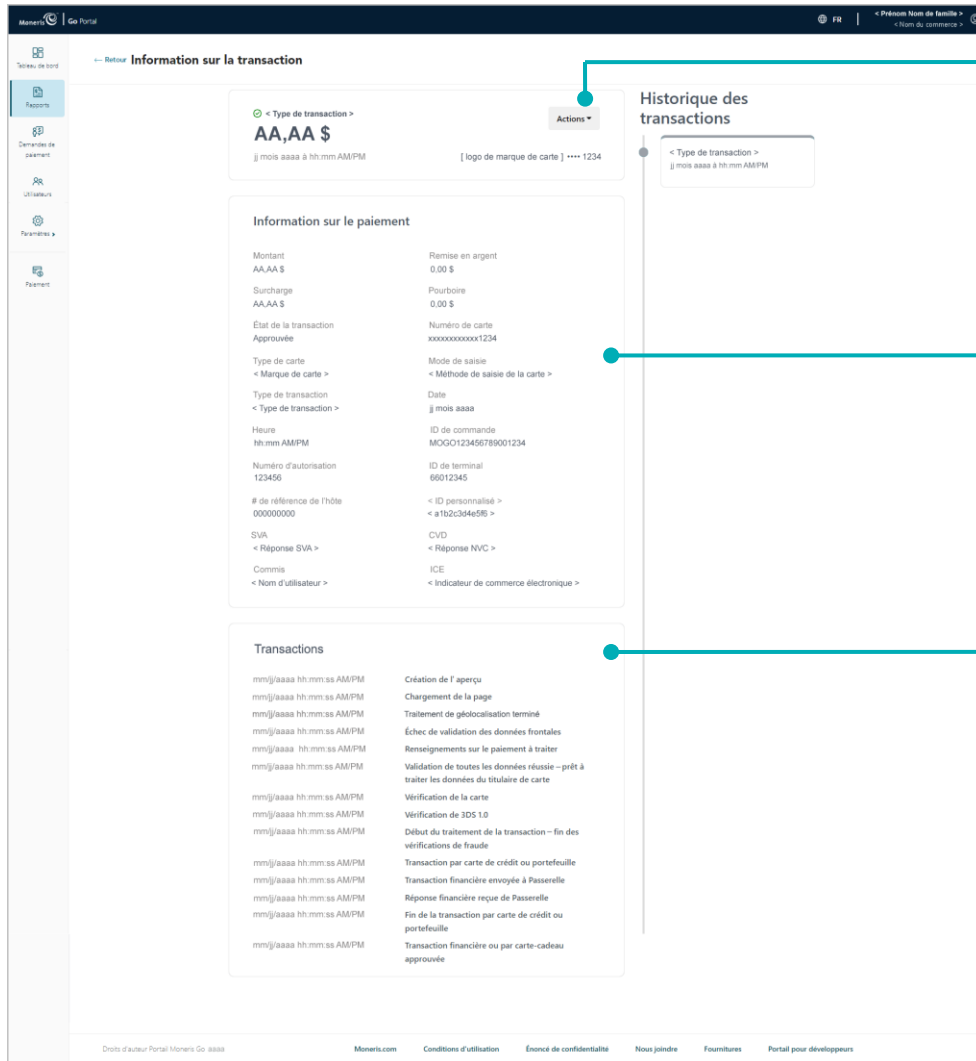 Moneris Go Portal
FR
< Prénom Nom de famille >
< Nom du commerce >
Tableau de bord
Rapports
Demandes de
paiement
Utilisateurs
Paramètres
Paiement
← Retour Information sur la transaction
< Type de transaction >
Actions
AA,AA $
jj mois aaaa à hh:mm AM/PM [ logo de marque de carte ] •••• 1234
Historique des
transactions
< Type de transaction >
jj mois aaaa à hh:mm AM/PM
Information sur le paiement
Montant Remise en argent
AA,AA $ 0,00 $
Surcharge Pourboire
AA,AA $ 0,00 $
État de la transaction Numéro de carte
Approuvée xxxxxxxxxxxx1234
Type de carte Mode de saisie
< Marque de carte > < Méthode de saisie de la carte >
Type de transaction Date
< Type de transaction > jj mois aaaa
Heure ID de commande
hh:mm AM/PM MOGO123456789001234
Numéro d'autorisation ID de terminal
123456 66012345
# de référence de l'hôte < ID personnalisé >
000000000 < a1b2c3d4e5f6 >
SVA CVD
< Réponse SVA > < Réponse NVC >
Commis ICE
< Nom d'utilisateur > < Indicateur de commerce électronique >
Transactions
mm/jj/aaaa hh:mm:ss AM/PM Création de l' aperçu
mm/jj/aaaa hh:mm:ss AM/PM Chargement de la page
mm/jj/aaaa hh:mm:ss AM/PM Traitement de géolocalisation terminé
mm/jj/aaaa hh:mm:ss AM/PM Échec de validation des données frontales
mm/jj/aaaa hh:mm:ss AM/PM Renseignements sur le paiement à traiter
mm/jj/aaaa hh:mm:ss AM/PM Validation de toutes les données réussie – prêt à
traiter les données du titulaire de carte
mm/jj/aaaa hh:mm:ss AM/PM Vérification de la carte
mm/jj/aaaa hh:mm:ss AM/PM Vérification de 3DS 1.0
mm/jj/aaaa hh:mm:ss AM/PM Début du traitement de la transaction – fin des
vérifications de fraude
mm/jj/aaaa hh:mm:ss AM/PM Transaction par carte de crédit ou portefeuille
mm/jj/aaaa hh:mm:ss AM/PM Transaction financière envoyée à Passerelle
mm/jj/aaaa hh:mm:ss AM/PM Réponse financière reçue de Passerelle
mm/jj/aaaa hh:mm:ss AM/PM Fin de la transaction par carte de crédit ou
portefeuille
mm/jj/aaaa hh:mm:ss AM/PM Transaction financière ou par carte-cadeau
approuvée
Droits d'auteur Portail Moneris Go aaaa Moneris.com Conditions d'utilisation Énoncé de confidentialité Nous joindre Fournitures Portail pour développeurs